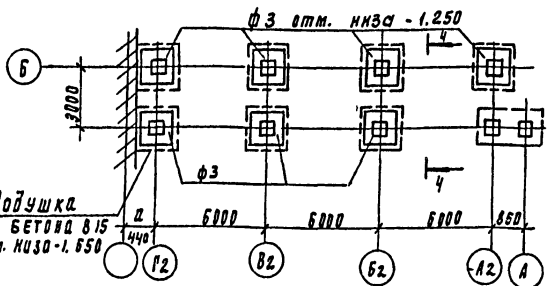 ф3 отм. низа -1.250
4
Б
3000
ф3
4
Подушка
БЕТОНА В15
низа-1.650
а
440
6000
6000
6000
860
Г2
В2
Б2
А2
А